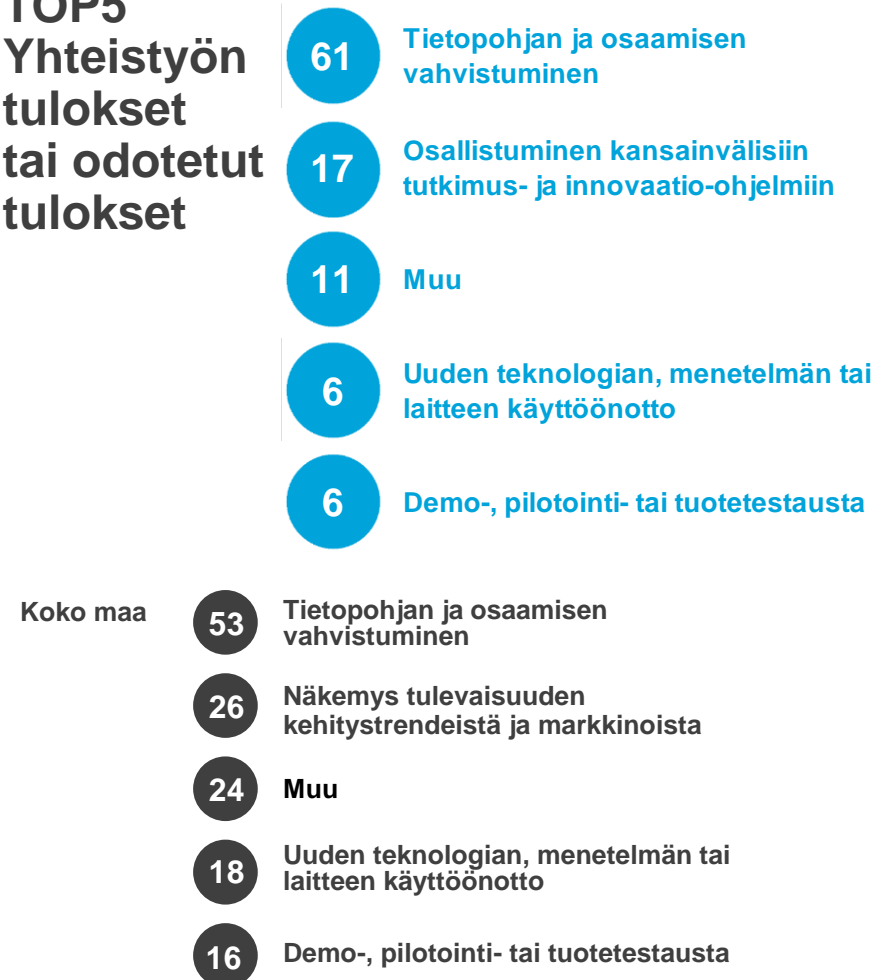 TOP5
Yhteistyön
tulokset
tai odotetut
tulokset
61
Tietopohjan ja osaamisen
vahvistuminen
17
Osallistuminen kansainvälisiin
tutkimus- ja innovaatio-ohjelmiin
11
Muu
6
Uuden teknologian, menetelmän tai
laitteen käyttöönotto
6
Demo-, pilotointi- tai tuotetestausta
Koko maa
53
Tietopohjan ja osaamisen
vahvistuminen
26
Näkemys tulevaisuuden
kehitystrendeistä ja markkinoista
24
Muu
18
Uuden teknologian, menetelmän tai
laitteen käyttöönotto
16
Demo-, pilotointi- tai tuotetestausta